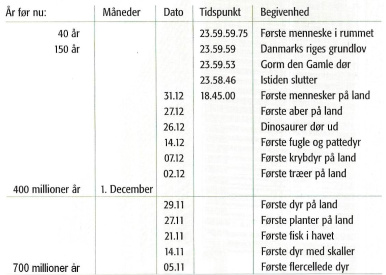 År før nu: Måneder Dato Tidspunkt Begivenhed
40 år 23.59.59.75 Første menneske i rummet
150 år 23.59.59 Danmarks riges grundlov
23.59.53 Gorm den Gamle dør
23.58.46 Istiden slutter
31.12 18.45.00 Første mennesker på land
27.12 Første aber på land
26.12 Dinosaurer dør ud
14.12 Første fugle og pattedyr
07.12 Første krybdyr på land
02.12 Første træer på land
400 millioner år 1. December
29.11 Første dyr på land
27.11 Første planter på land
21.11 Første fisk i havet
14.11 Første dyr med skaller
700 millioner år 05.11 Første flercellede dyr